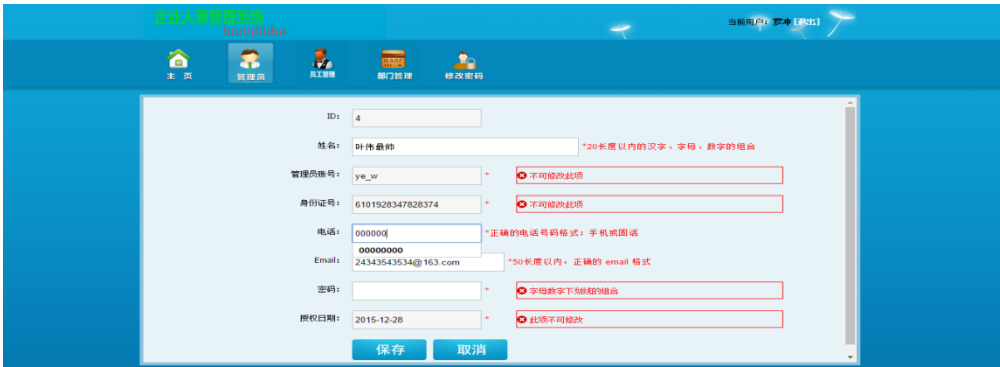 企业人事管理系统
当前用户：罗冲 [退出]
主 页
管理员
员工管理
部门管理
修改密码
ID： 4
姓名： 叶伟最帅 *20长度以内的汉字、字母、数字的组合
管理员账号： ye_w * 不可修改此项
身份证号： 6101928347828374 * 不可修改此项
电话： 000000 *正确的电话号码格式：手机或固话
00000000
Email： 24343543534@163.com *50长度以内，正确的 email 格式
密码： * 字母数字下划线的组合
授权日期： 2015-12-28 * 此项不可修改
保存 取消